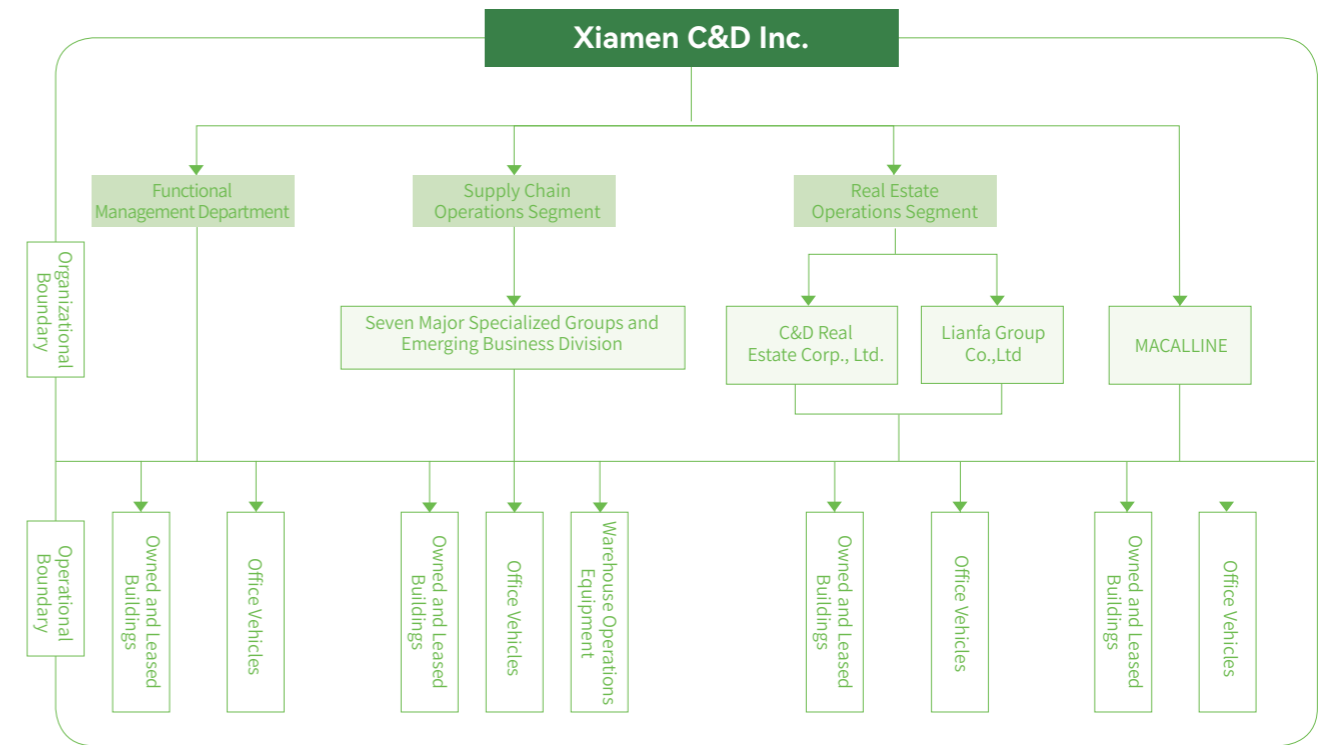 Xiamen C&D Inc.
Functional
Management Department
Supply Chain
Operations Segment
Real Estate
Operations Segment
Organizational
Boundary
Seven Major Specialized Groups and
Emerging Business Division
C&D Real
Estate Corp., Ltd.
Lianfa Group
Co.,Ltd
MACALLINE
Operational
Boundary
Owned and Leased
Buildings
Office Vehicles
Owned and Leased
Buildings
Office Vehicles
Warehouse Operations
Equipment
Owned and Leased
Buildings
Office Vehicles
Owned and Leased
Buildings
Office Vehicles